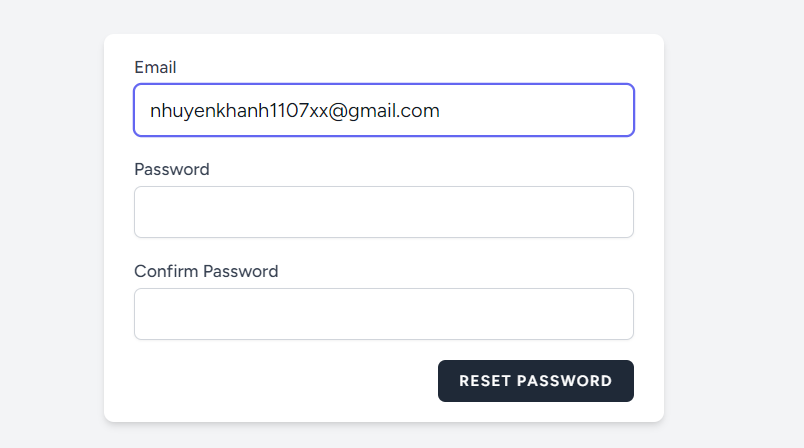 Email
nhuyenkhanh1107xx@gmail.com
Password
Confirm Password
RESET PASSWORD